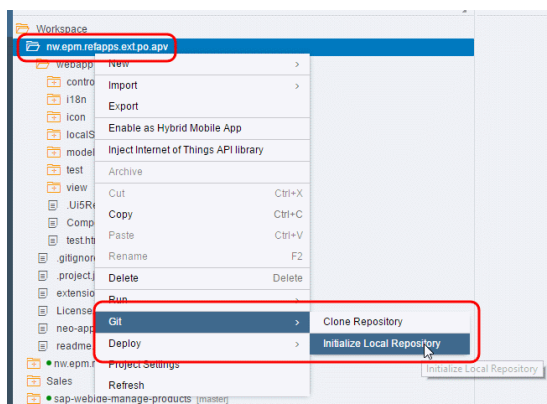 Workspace
nw.epm.refapps.ext.po.apv
webapp
New >
contro
Import >
i18n
Export
icon
Enable as Hybrid Mobile App
localS
Inject Internet of Things API library
model
test
Archive
view
Cut Ctrl+X
.Ui5Re
Copy Ctrl+C
Comp
Paste Ctrl+V
test.htm
.gitignore
Rename F2
.project.j
Delete Delete
extensio
Run >
License
Git > Clone Repository
neo-app
Deploy > Initialize Local Repository
readme.
nw.epm.r
Project Settings
Initialize Local Repository
Sales
Refresh
sap-webide-manage-products [master]